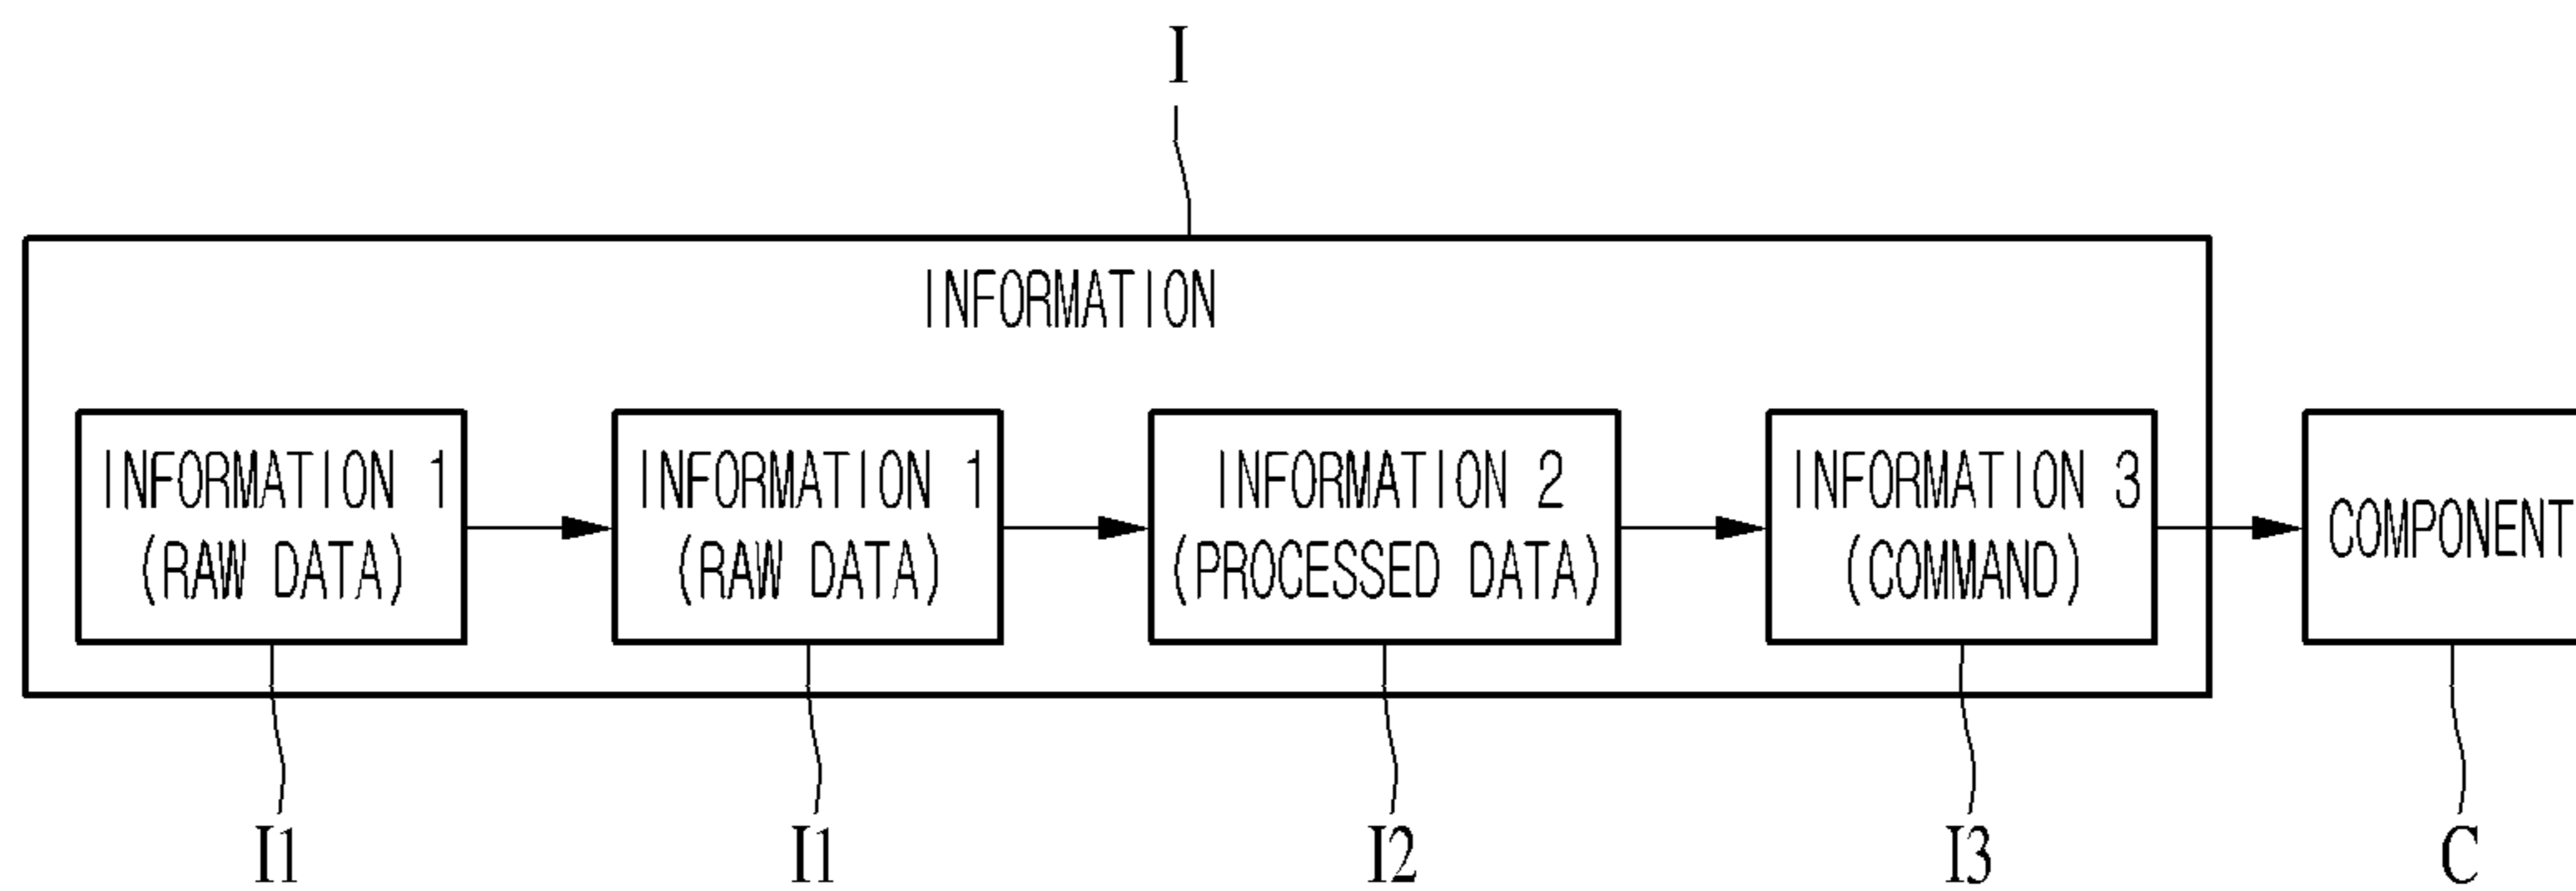 I
INFORMATION
INFORMATION 1
(RAW DATA)
INFORMATION 1
(RAW DATA)
INFORMATION 2
(PROCESSED DATA)
INFORMATION 3
(COMMAND)
COMPONENT
I1
I1
I2
I3
C